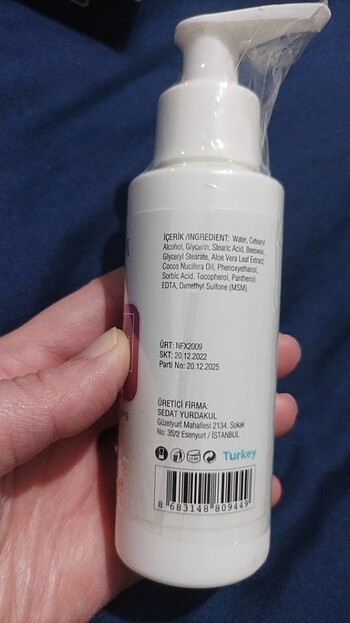 İÇERİK /INGREDIENT: Water, Cetearyl
Alcohol, Glycerin, Stearic Acid, Beeswax,
Glyceryl Stearate, Aloe Vera Leaf Extract,
Cocos Nucifera Oil, Phenoxyethanol,
Sorbic Acid, Tocopherol, Panthenol,
EDTA, Dimethyl Sulfone (MSM).
ÜRT: NFX2009
SKT: 20.12.2022
Parti No: 20.12.2025
ÜRETİCİ FİRMA:
SEDAT YURDAKUL
Güzelyurt Mahallesi 2134. Sokak
No: 35/2 Esenyurt / İSTANBUL
Turkey
8 683148 809449